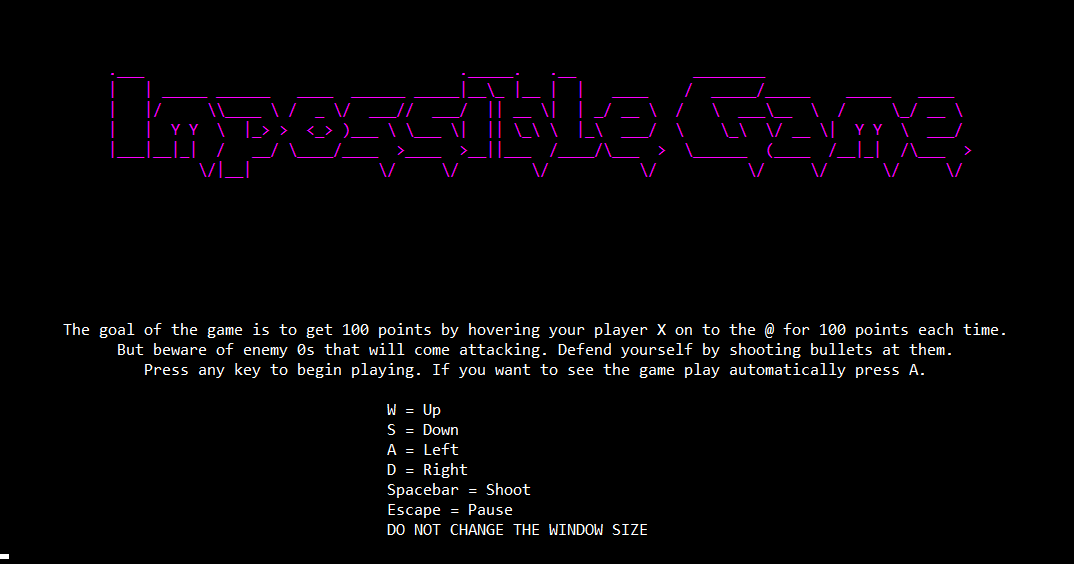 Impossible Game
The goal of the game is to get 100 points by hovering your player X on to the @ for 100 points each time.
But beware of enemy 0s that will come attacking. Defend yourself by shooting bullets at them.
Press any key to begin playing. If you want to see the game play automatically press A.
W = Up
S = Down
A = Left
D = Right
Spacebar = Shoot
Escape = Pause
DO NOT CHANGE THE WINDOW SIZE